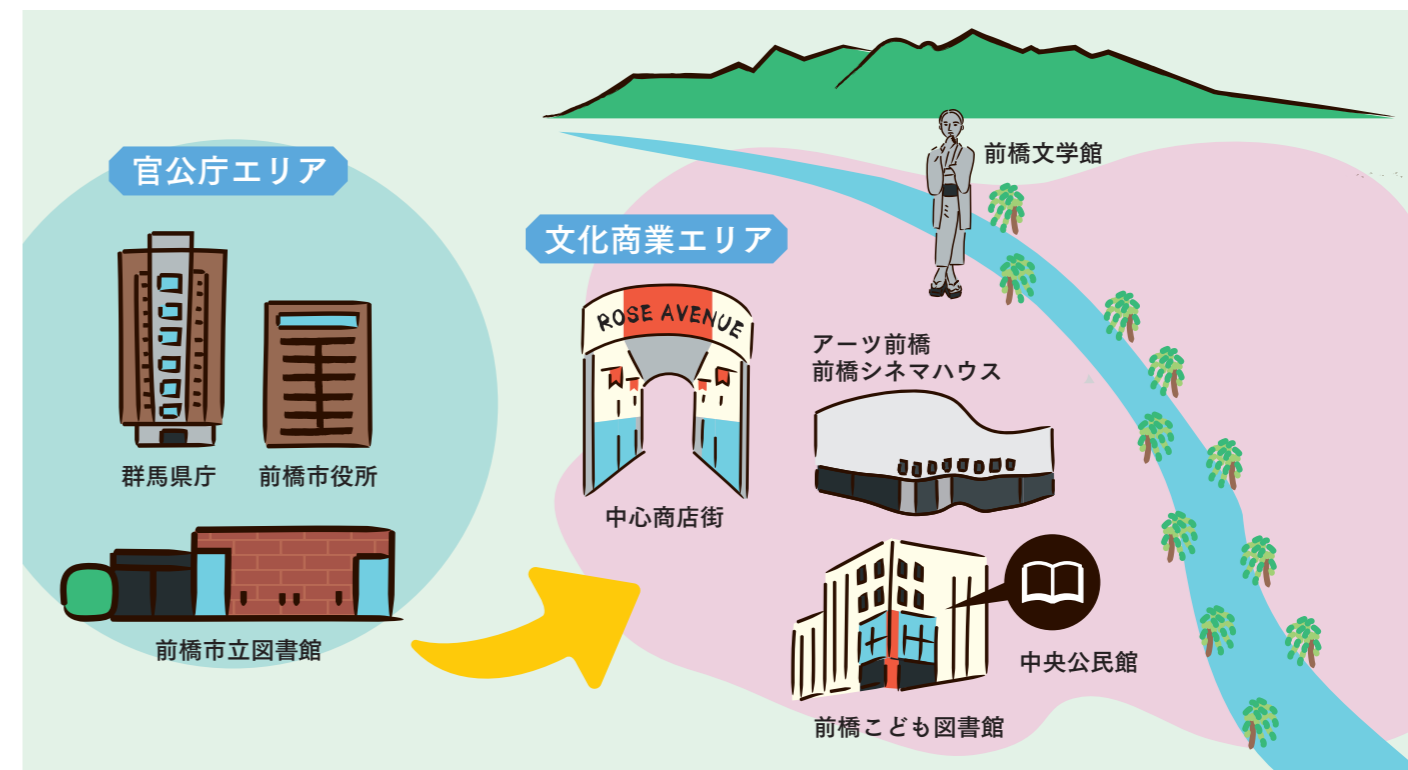 官公庁エリア
群馬県庁
前橋市役所
前橋市立図書館
文化商業エリア
ROSE AVENUE
中心商店街
前橋文学館
アーツ前橋
前橋シネマハウス
中央公民館
前橋こども図書館